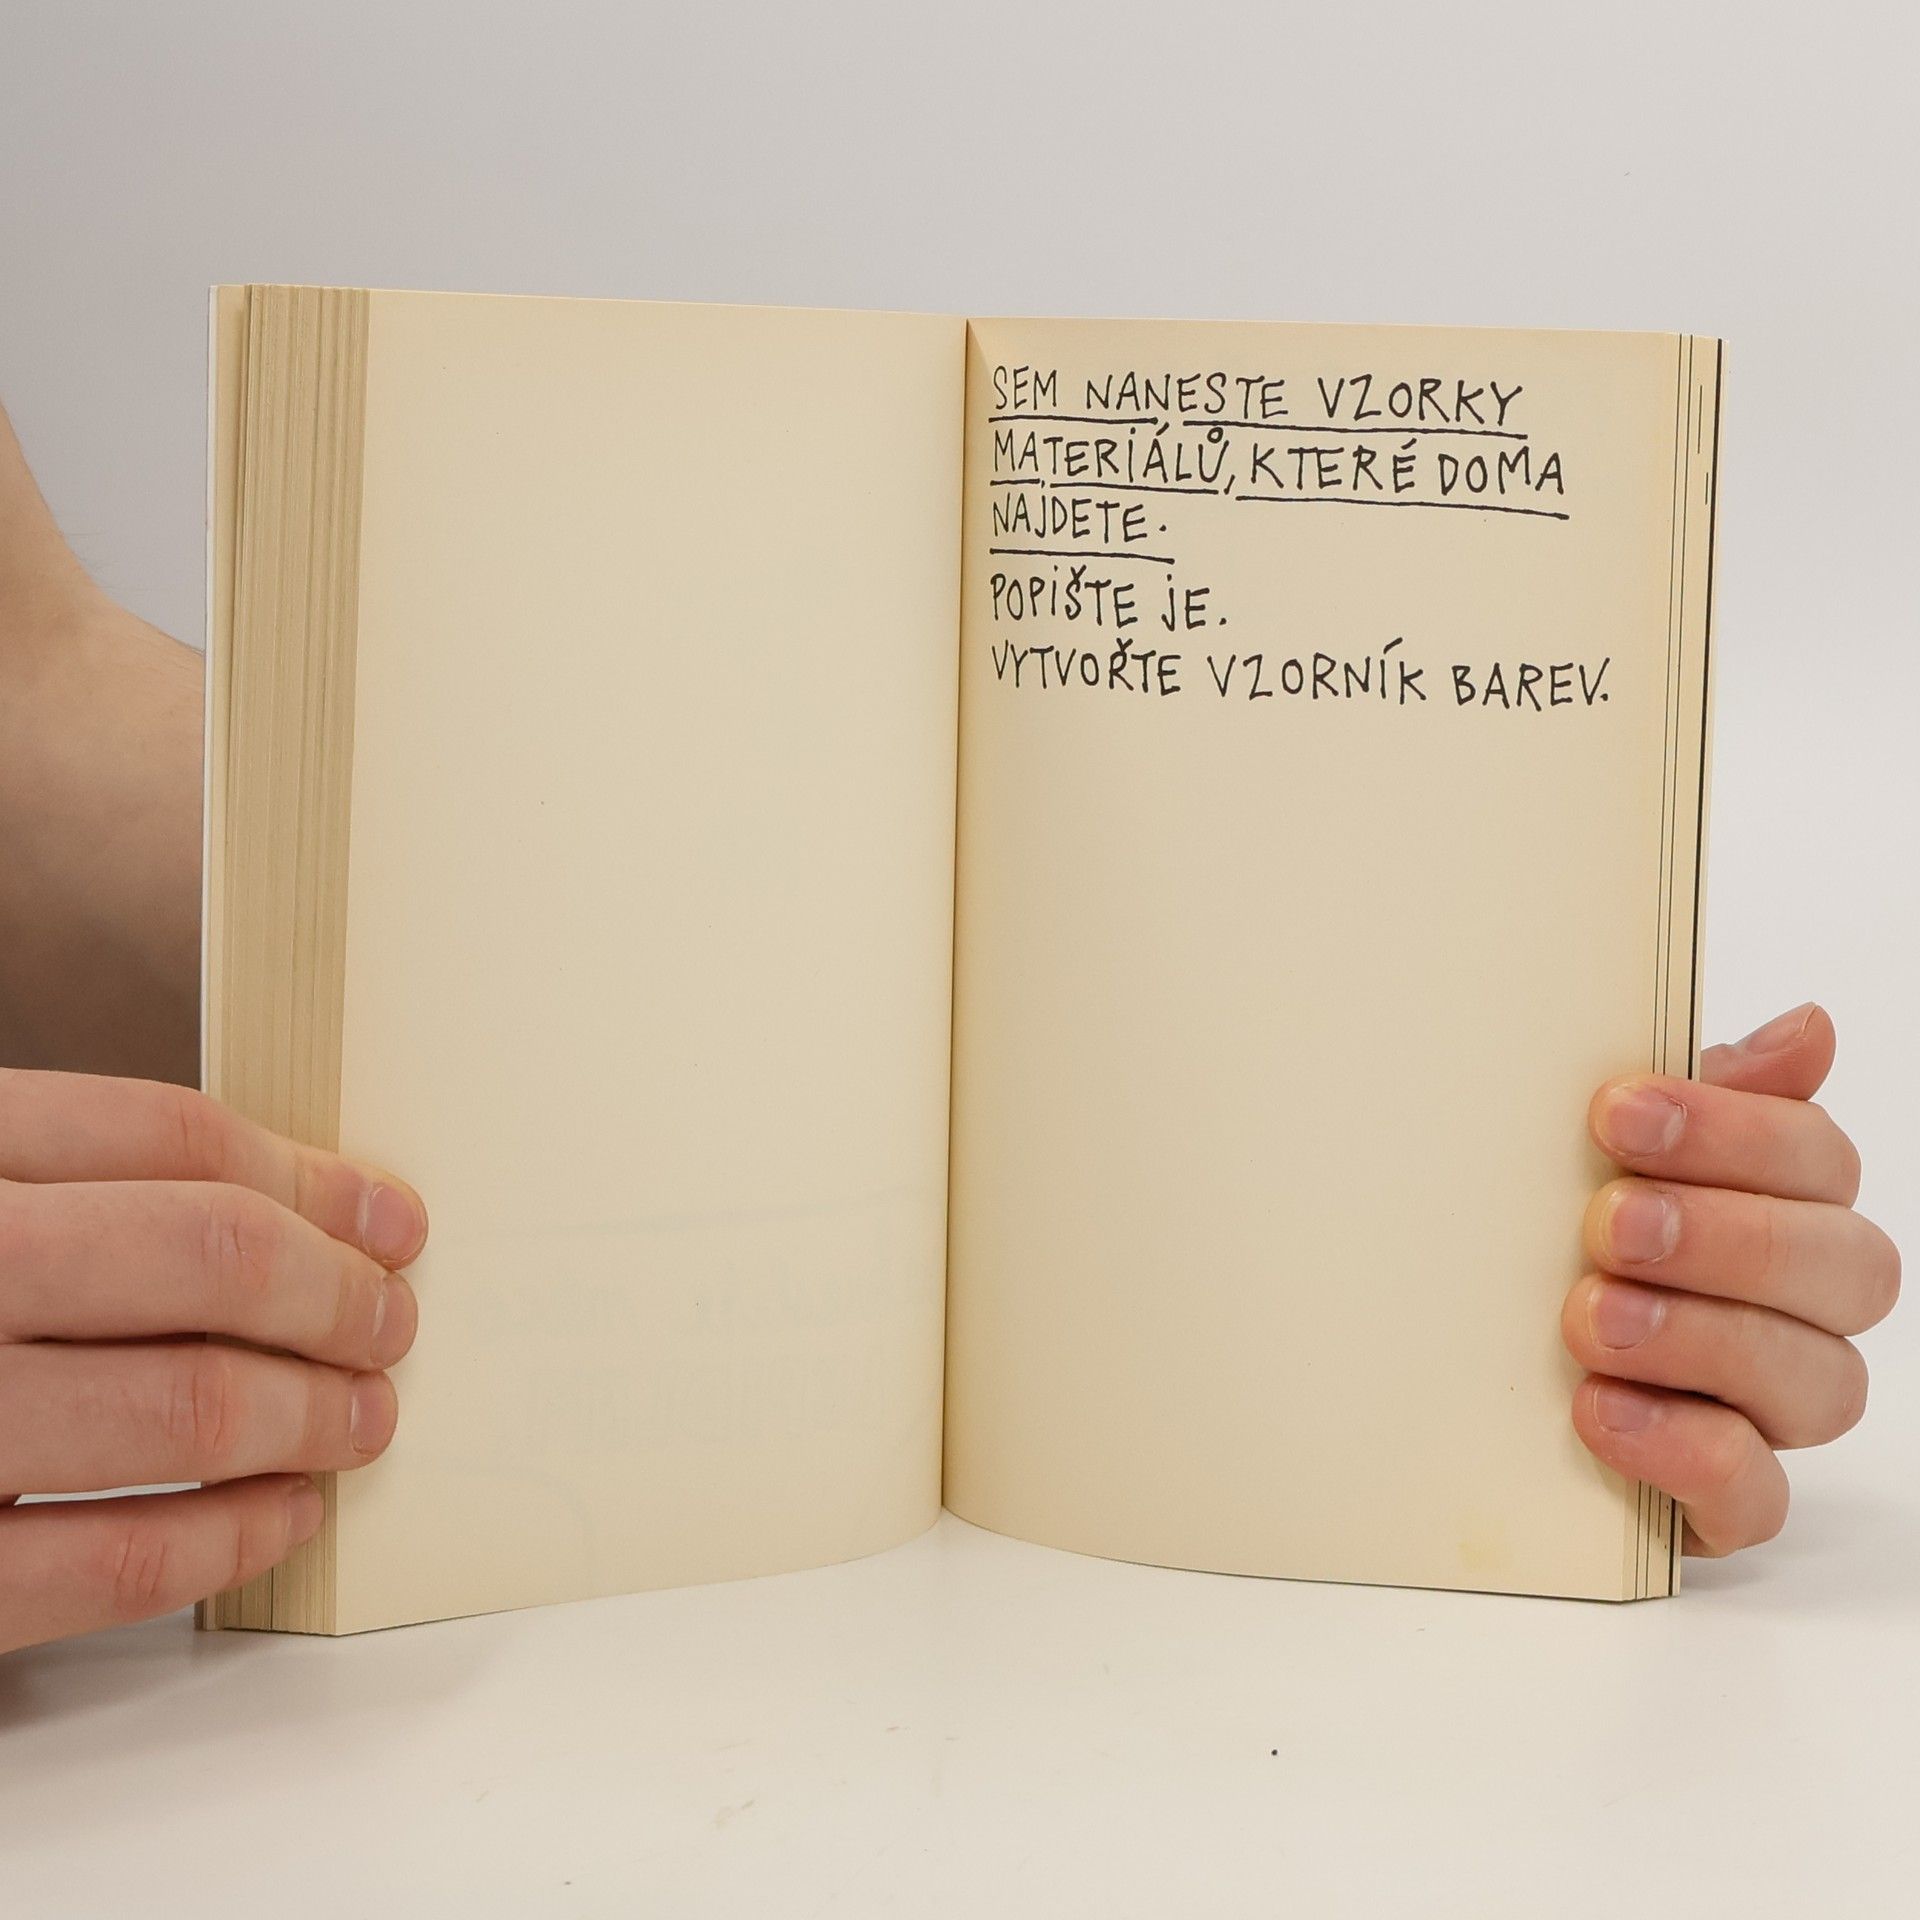 SEM NANESTE VZORKY
MATERIÁLŮ, KTERÉ DOMA
NAJDETE.
POPIŠTE JE.
VYTVOŘTE VZORNÍK BAREV.